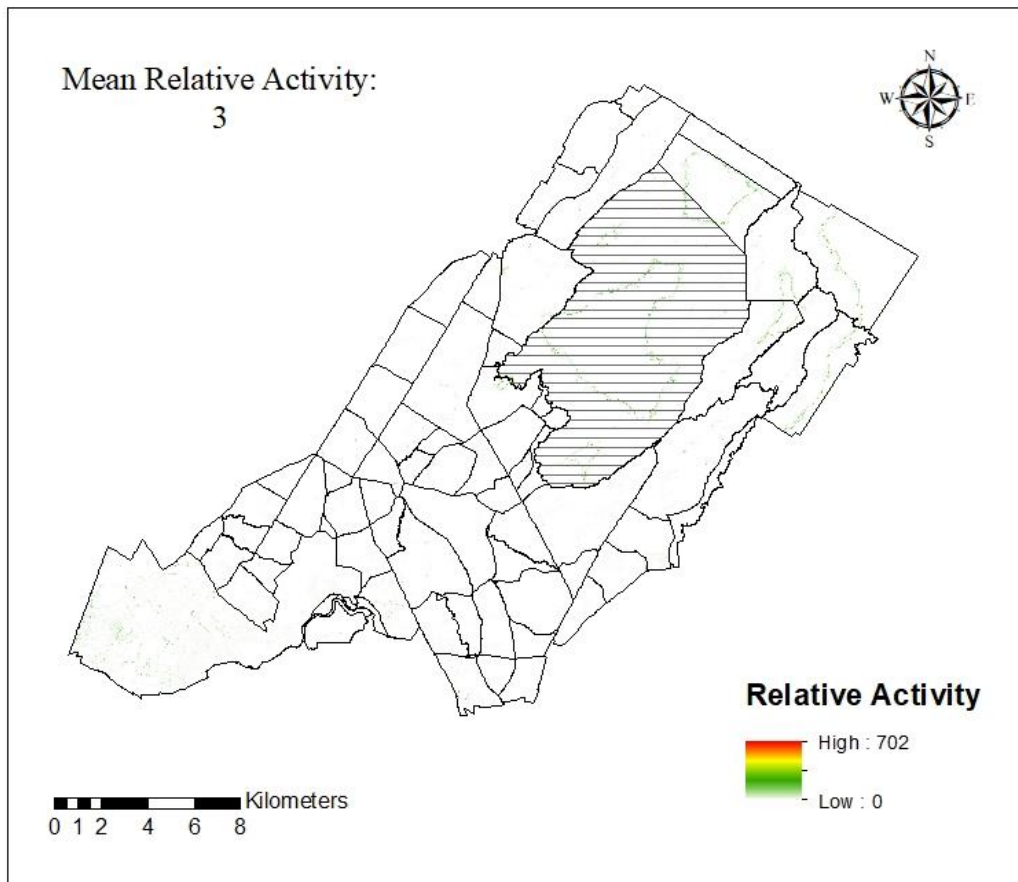 Mean Relative Activity:
3
N
W E
S
Relative Activity
High : 702
Low : 0
Kilometers
0 1 2 4 6 8